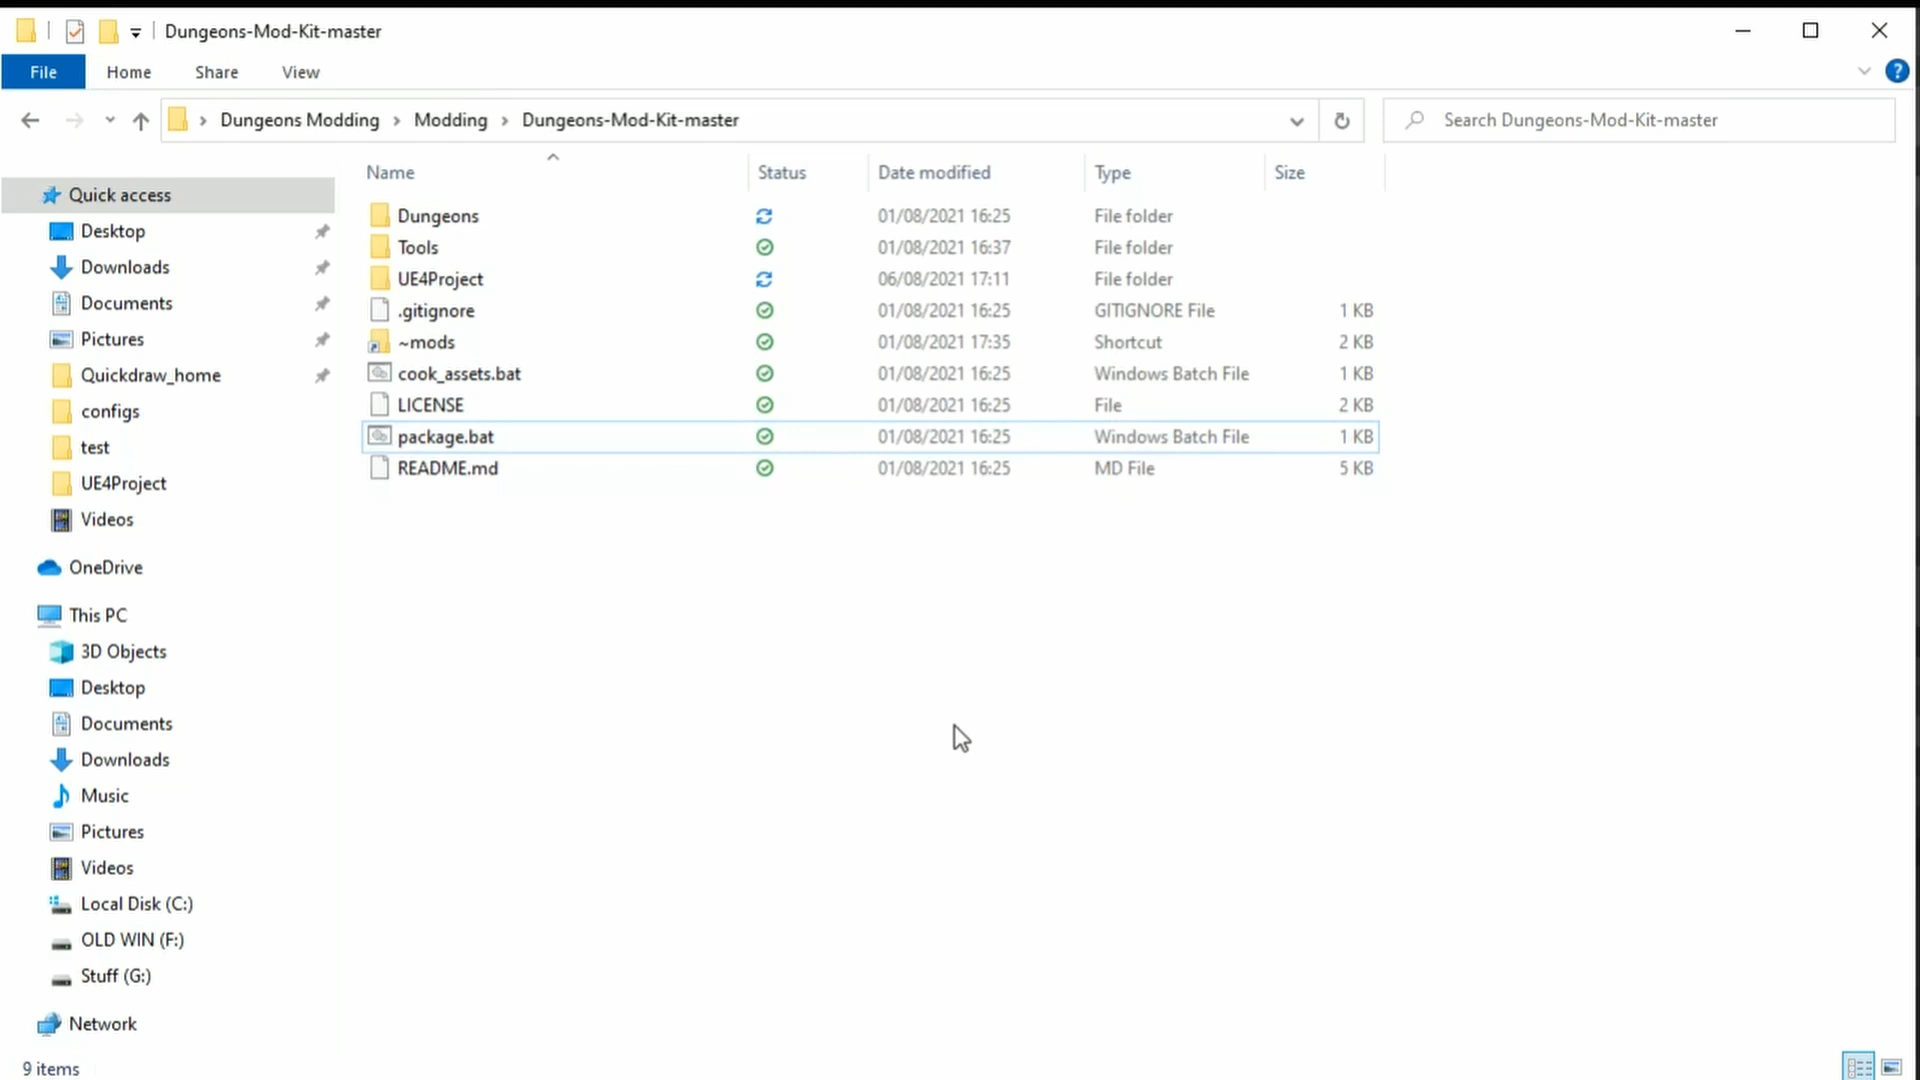 Dungeons-Mod-Kit-master
File Home Share View
Dungeons Modding Modding Dungeons-Mod-Kit-master Search Dungeons-Mod-Kit-master
Name Status Date modified Type Size
Quick access
Desktop
Downloads
Documents
Pictures
Quickdraw_home
configs
test
UE4Project
Videos
OneDrive
This PC
3D Objects
Desktop
Documents
Downloads
Music
Pictures
Videos
Local Disk (C:)
OLD WIN (F:)
Stuff (G:)
Network
Dungeons 01/08/2021 16:25 File folder
Tools 01/08/2021 16:37 File folder
UE4Project 06/08/2021 17:11 File folder
.gitignore 01/08/2021 16:25 GITIGNORE File 1 KB
~mods 01/08/2021 17:35 Shortcut 2 KB
cook_assets.bat 01/08/2021 16:25 Windows Batch File 1 KB
LICENSE 01/08/2021 16:25 File 2 KB
package.bat 01/08/2021 16:25 Windows Batch File 1 KB
README.md 01/08/2021 16:25 MD File 5 KB
9 items